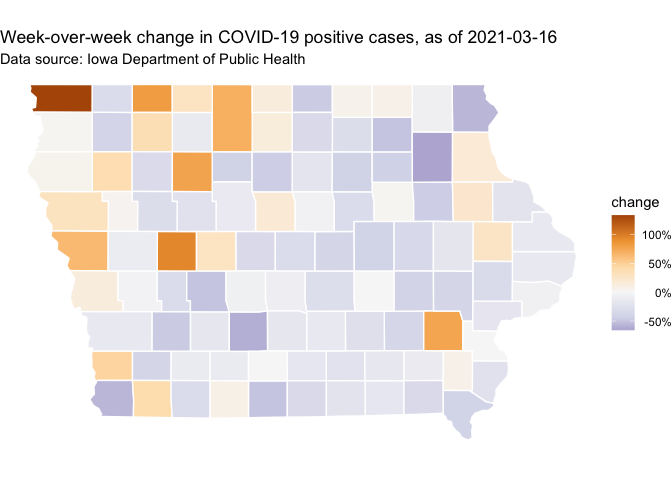 Week-over-week change in COVID-19 positive cases, as of 2021-03-16
Data source: Iowa Department of Public Health
change
100%
50%
0%
-50%